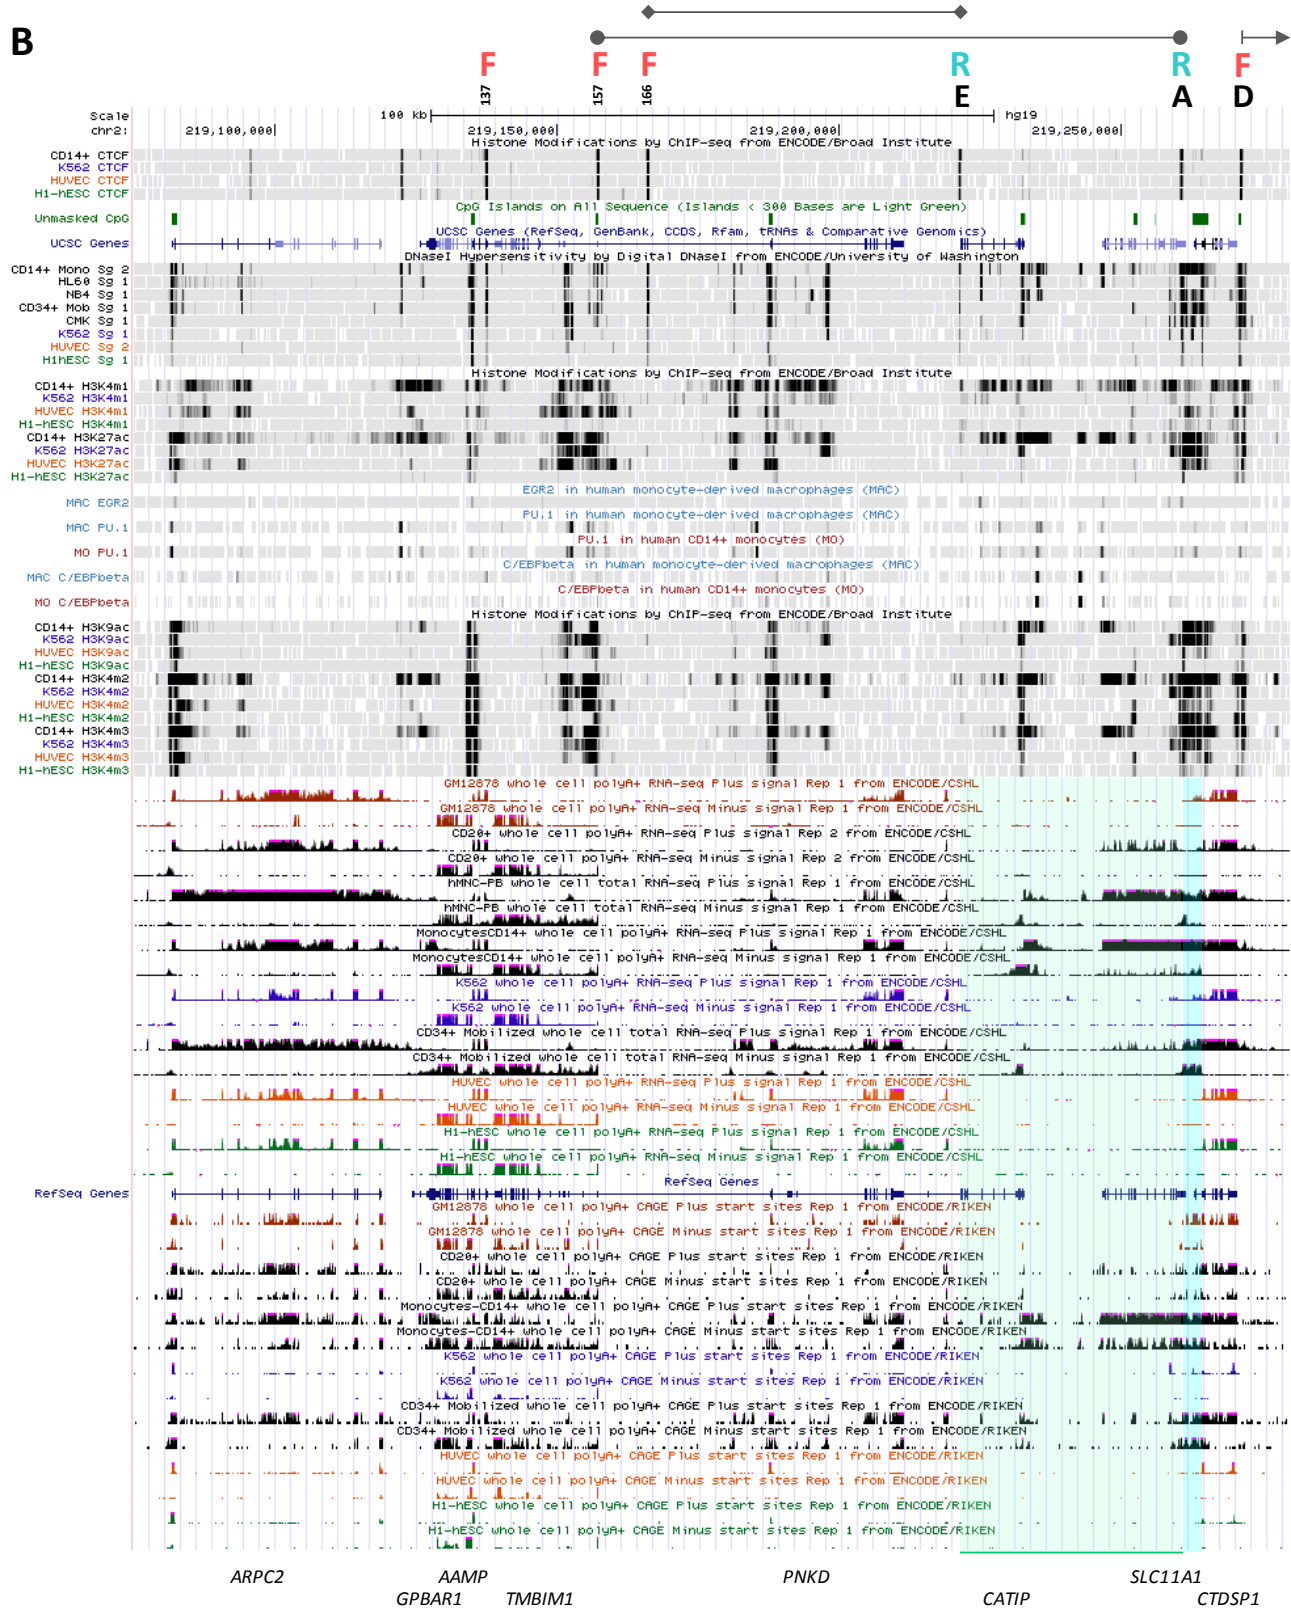 B
F F F R R F
137 157 166 E A D
Scale 100 kb hg19
chr2: 219,100,000 219,150,000 219,200,000 219,250,000
Histone Modifications by ChIP-seq from ENCODE/Broad Institute
CD14+ CTCF
K562 CTCF
HUVEC CTCF
H1-hESC CTCF
CpG Islands on All Sequence (Islands < 300 Bases are Light Green)
Unmasked CpG
UCSC Genes (RefSeq, GenBank, CCDS, Rfam, tRNAs & Comparative Genomics)
UCSC Genes
DNaseI Hypersensitivity by Digital DNaseI from ENCODE/University of Washington
CD14+ Mono Sg 2
HL60 Sg 1
NB4 Sg 1
CD34+ Mob Sg 1
CMK Sg 1
K562 Sg 1
HUVEC Sg 2
H1hESC Sg 1
Histone Modifications by ChIP-seq from ENCODE/Broad Institute
CD14+ H3K4m1
K562 H3K4m1
HUVEC H3K4m1
H1-hESC H3K4m1
CD14+ H3K27ac
K562 H3K27ac
HUVEC H3K27ac
H1-hESC H3K27ac
EGR2 in human monocyte-derived macrophages (MAC)
MAC EGR2
PU.1 in human monocyte-derived macrophages (MAC)
MAC PU.1
PU.1 in human CD14+ monocytes (MO)
MO PU.1
C/EBPbeta in human monocyte-derived macrophages (MAC)
MAC C/EBPbeta
C/EBPbeta in human CD14+ monocytes (MO)
MO C/EBPbeta
Histone Modifications by ChIP-seq from ENCODE/Broad Institute
CD14+ H3K9ac
K562 H3K9ac
HUVEC H3K9ac
H1-hESC H3K9ac
CD14+ H3K4m2
K562 H3K4m2
HUVEC H3K4m2
H1-hESC H3K4m2
CD14+ H3K4m3
K562 H3K4m3
HUVEC H3K4m3
H1-hESC H3K4m3
GM12878 whole cell polyA+ RNA-seq Plus signal Rep 1 from ENCODE/CSHL
GM12878 whole cell polyA+ RNA-seq Minus signal Rep 1 from ENCODE/CSHL
CD20+ whole cell polyA+ RNA-seq Plus signal Rep 2 from ENCODE/CSHL
CD20+ whole cell polyA+ RNA-seq Minus signal Rep 2 from ENCODE/CSHL
hMNC-PB whole cell total RNA-seq Plus signal Rep 1 from ENCODE/CSHL
hMNC-PB whole cell total RNA-seq Minus signal Rep 1 from ENCODE/CSHL
MonocytesCD14+ whole cell polyA+ RNA-seq Plus signal Rep 1 from ENCODE/CSHL
MonocytesCD14+ whole cell polyA+ RNA-seq Minus signal Rep 1 from ENCODE/CSHL
K562 whole cell polyA+ RNA-seq Plus signal Rep 1 from ENCODE/CSHL
K562 whole cell polyA+ RNA-seq Minus signal Rep 1 from ENCODE/CSHL
CD34+ Mobilized whole cell total RNA-seq Plus signal Rep 1 from ENCODE/CSHL
CD34+ Mobilized whole cell total RNA-seq Minus signal Rep 1 from ENCODE/CSHL
HUVEC whole cell polyA+ RNA-seq Plus signal Rep 1 from ENCODE/CSHL
HUVEC whole cell polyA+ RNA-seq Minus signal Rep 1 from ENCODE/CSHL
H1-hESC whole cell polyA+ RNA-seq Plus signal Rep 1 from ENCODE/CSHL
H1-hESC whole cell polyA+ RNA-seq Minus signal Rep 1 from ENCODE/CSHL
RefSeq Genes
RefSeq Genes
GM12878 whole cell polyA+ CAGE Plus start sites Rep 1 from ENCODE/RIKEN
GM12878 whole cell polyA+ CAGE Minus start sites Rep 1 from ENCODE/RIKEN
CD20+ whole cell polyA+ CAGE Plus start sites Rep 1 from ENCODE/RIKEN
CD20+ whole cell polyA+ CAGE Minus start sites Rep 1 from ENCODE/RIKEN
Monocytes-CD14+ whole cell polyA+ CAGE Plus start sites Rep 1 from ENCODE/RIKEN
Monocytes-CD14+ whole cell polyA+ CAGE Minus start sites Rep 1 from ENCODE/RIKEN
K562 whole cell polyA+ CAGE Plus start sites Rep 1 from ENCODE/RIKEN
K562 whole cell polyA+ CAGE Minus start sites Rep 1 from ENCODE/RIKEN
CD34+ Mobilized whole cell polyA+ CAGE Plus start sites Rep 1 from ENCODE/RIKEN
CD34+ Mobilized whole cell polyA+ CAGE Minus start sites Rep 1 from ENCODE/RIKEN
HUVEC whole cell polyA+ CAGE Plus start sites Rep 1 from ENCODE/RIKEN
HUVEC whole cell polyA+ CAGE Minus start sites Rep 1 from ENCODE/RIKEN
H1-hESC whole cell polyA+ CAGE Plus start sites Rep 1 from ENCODE/RIKEN
H1-hESC whole cell polyA+ CAGE Minus start sites Rep 1 from ENCODE/RIKEN
ARPC2 AAMP PNKD SLC11A1
GPBAR1 TMBIM1 CATIP CTDSP1